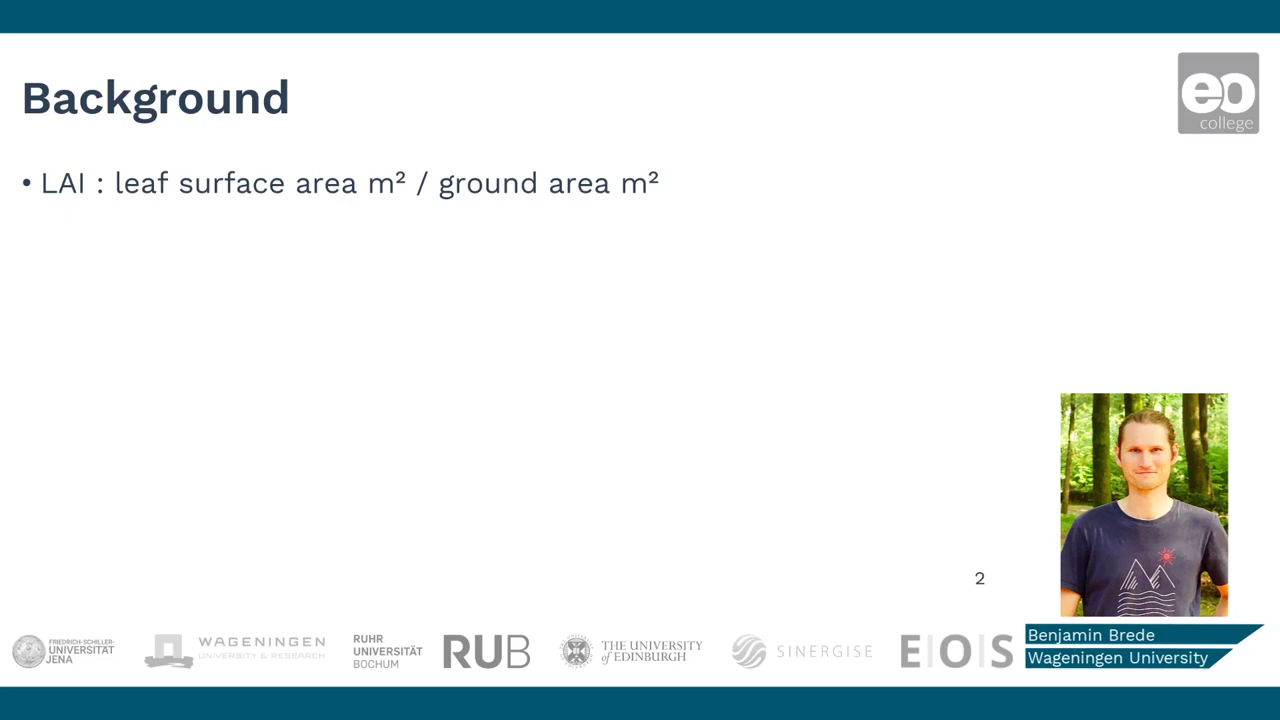 Background
eo
college
• LAI : leaf surface area m² / ground area m²
2
FRIEDRICH-SCHILLER-
UNIVERSITÄT
JENA
WAGENINGEN
UNIVERSITY & RESEARCH
RUHR
UNIVERSITÄT
BOCHUM
RUB
THE UNIVERSITY
of EDINBURGH
SINERGISE
E|O|S
Benjamin Brede
Wageningen University